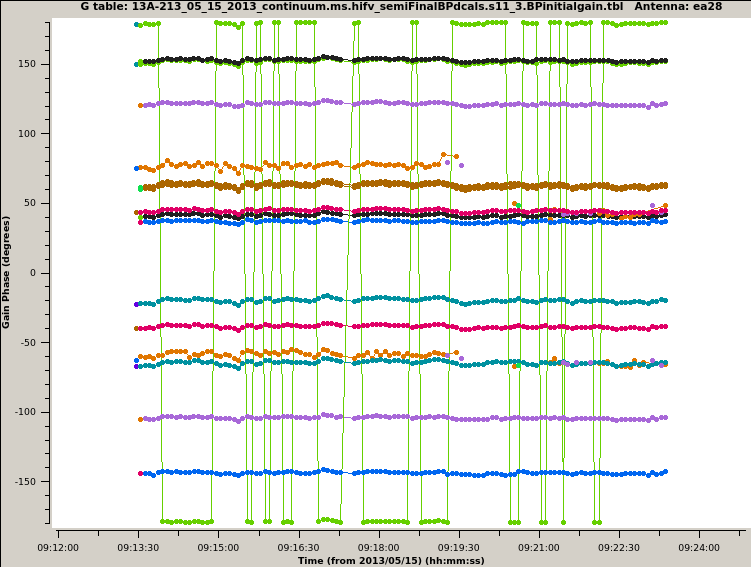 G table: 13A-213_05_15_2013_continuum.ms.hifv_semiFinalBPdcals.s11_3.BPinitialgain.tbl   Antenna: ea28
150
100
50
0
-50
-100
-150
Gain Phase (degrees)
09:12:00 09:13:30 09:15:00 09:16:30 09:18:00 09:19:30 09:21:00 09:22:30 09:24:00
Time (from 2013/05/15) (hh:mm:ss)